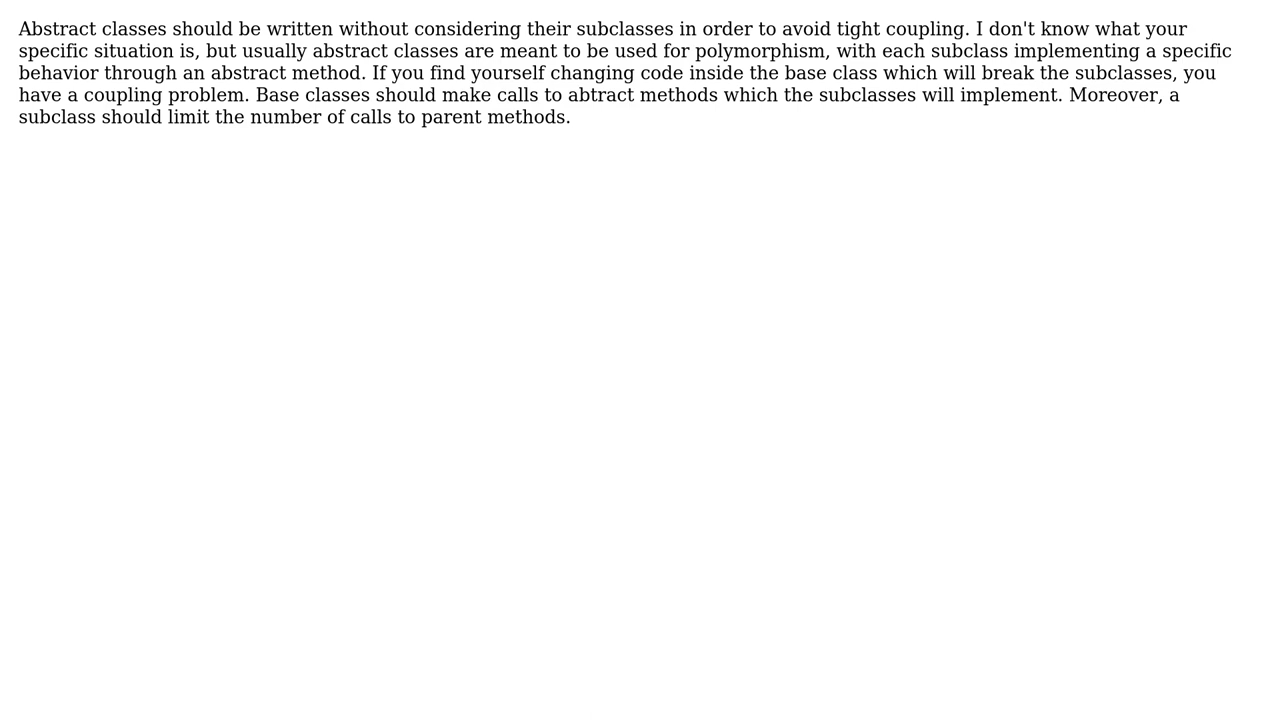 Abstract classes should be written without considering their subclasses in order to avoid tight coupling. I don't know what your
specific situation is, but usually abstract classes are meant to be used for polymorphism, with each subclass implementing a specific
behavior through an abstract method. If you find yourself changing code inside the base class which will break the subclasses, you
have a coupling problem. Base classes should make calls to abtract methods which the subclasses will implement. Moreover, a
subclass should limit the number of calls to parent methods.